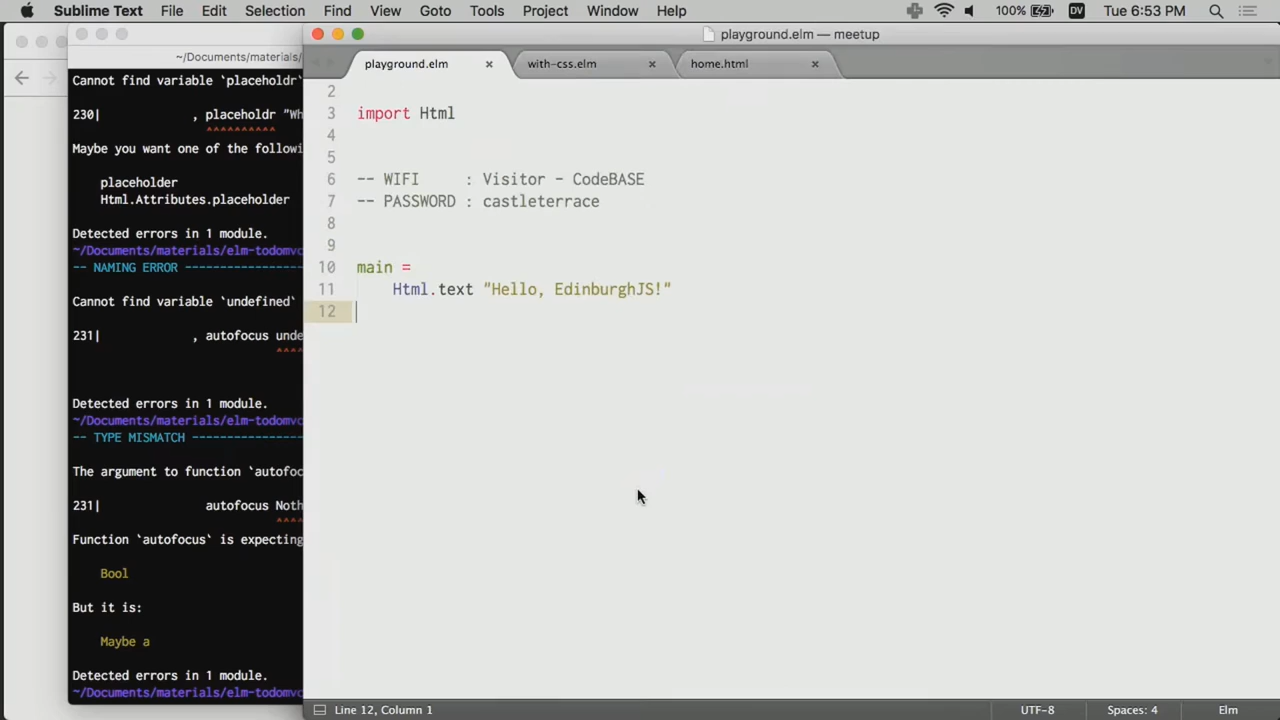 Sublime Text File Edit Selection Find View Goto Tools Project Window Help 100% DV Tue 6:53 PM
playground.elm — meetup
~/Documents/materials/
playground.elm with-css.elm home.html
Cannot find variable `placeholdr`
230| , placeholdr "Wh
^^^^^^^^^^
Maybe you want one of the followi
placeholder
Html.Attributes.placeholder
Detected errors in 1 module.
~/Documents/materials/elm-todomvc
-- NAMING ERROR
Cannot find variable `undefined`
231| , autofocus unde
^^^
Detected errors in 1 module.
~/Documents/materials/elm-todomvc
-- TYPE MISMATCH
The argument to function `autofoc
231| autofocus Noth
^^^
Function `autofocus` is expecting
Bool
But it is:
Maybe a
Detected errors in 1 module.
~/Documents/materials/elm-todomvc
2
3 import Html
4
5
6 -- WIFI : Visitor - CodeBASE
7 -- PASSWORD : castleterrace
8
9
10 main =
11 Html.text "Hello, EdinburghJS!"
12
Line 12, Column 1 UTF-8 Spaces: 4 Elm